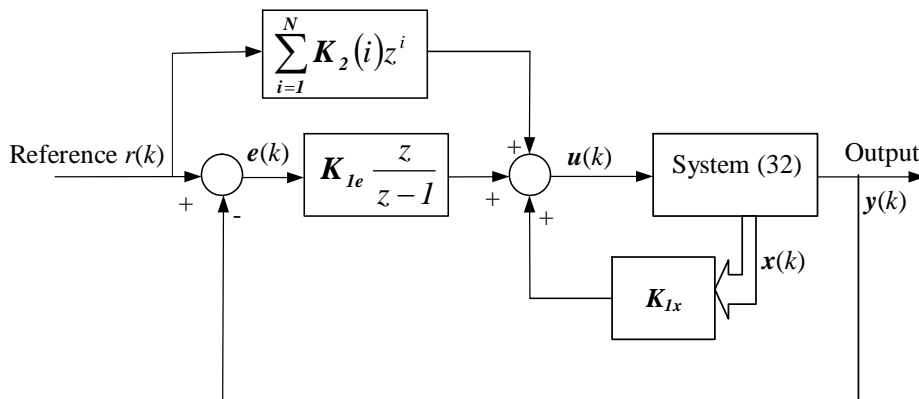 N
∑ K₂(i)zⁱ
i=1
Reference r(k)
e(k)
K₁ₑ z/(z-1)
u(k)
System (32)
Output
y(k)
+
-
+
+
+
x(k)
K₁ₓ